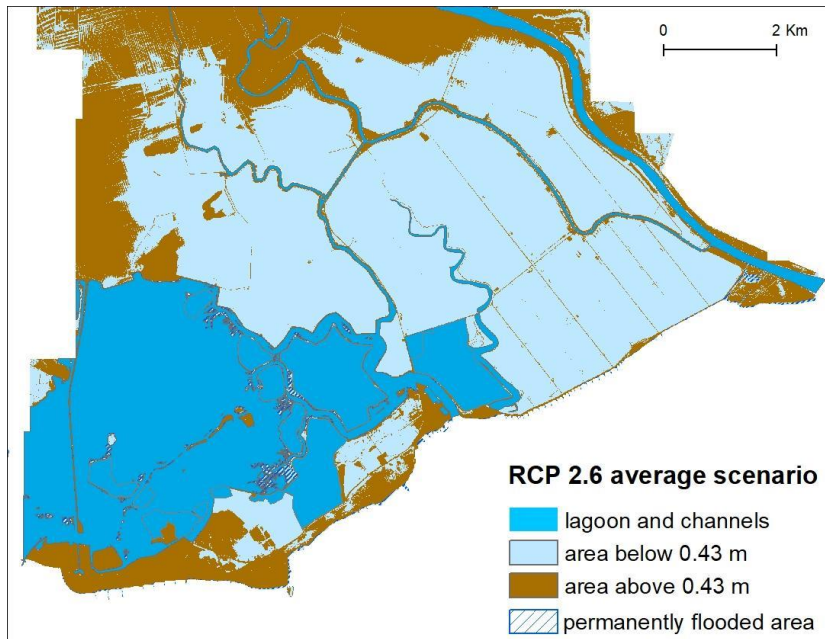 0 2 Km
RCP 2.6 average scenario
lagoon and channels
area below 0.43 m
area above 0.43 m
permanently flooded area